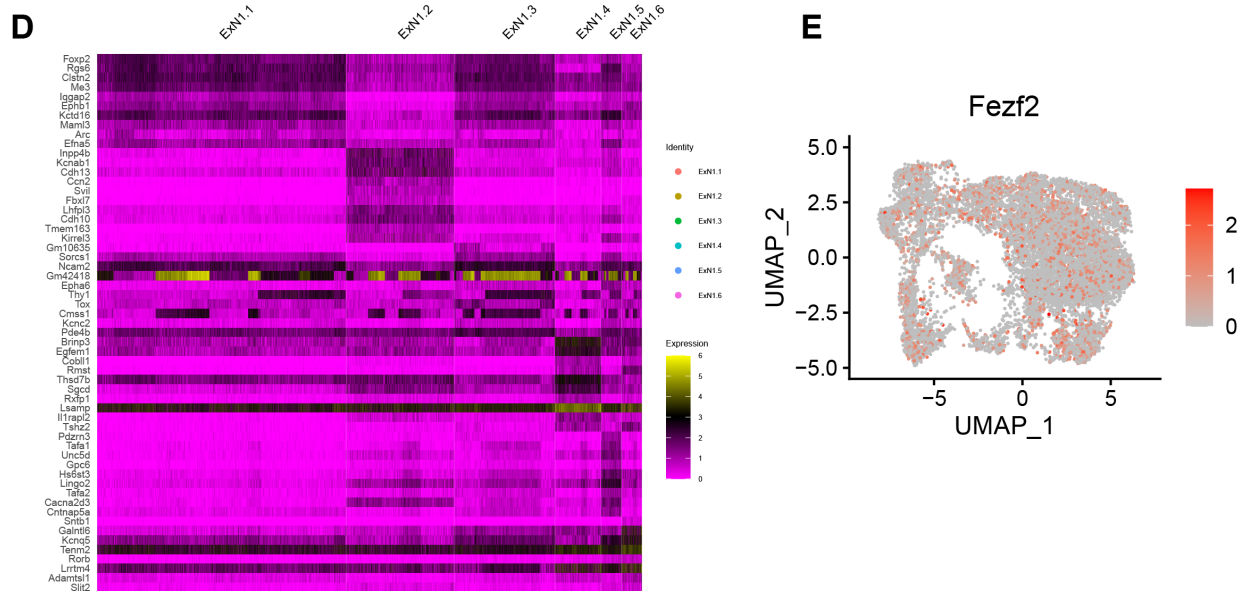 D
ExN1.1
ExN1.2
ExN1.3
ExN1.4
ExN1.5
ExN1.6
Foxp2
Rgs6
Clstn2
Me3
Iqgap2
Ephb1
Kctd16
Maml3
Arc
Efna5
Inpp4b
Kcnab1
Cdh13
Ccn2
Svil
Fbxl7
Lhfpl3
Cdh10
Tmem163
Kirrel3
Gm10635
Sorcs1
Ncam2
Gm42418
Epha6
Thy1
Tox
Cmss1
Kcnc2
Pde4b
Brinp3
Egfem1
Cobll1
Rmst
Thsd7b
Sgcd
Rxfp1
Lsamp
Il1rapl2
Tshz2
Pdzrn3
Tafa1
Unc5d
Gpc6
Hs6st3
Lingo2
Tafa2
Cacna2d3
Cntnap5a
Sntb1
Galntl6
Kcnq5
Tenm2
Rorb
Lrrtm4
Adamtsl1
Slit2
Identity
ExN1.1
ExN1.2
ExN1.3
ExN1.4
ExN1.5
ExN1.6
Expression
6
5
4
3
2
1
0
E
Fezf2
UMAP_2
5.0
2.5
0.0
−2.5
−5.0
−5
0
5
UMAP_1
2
1
0